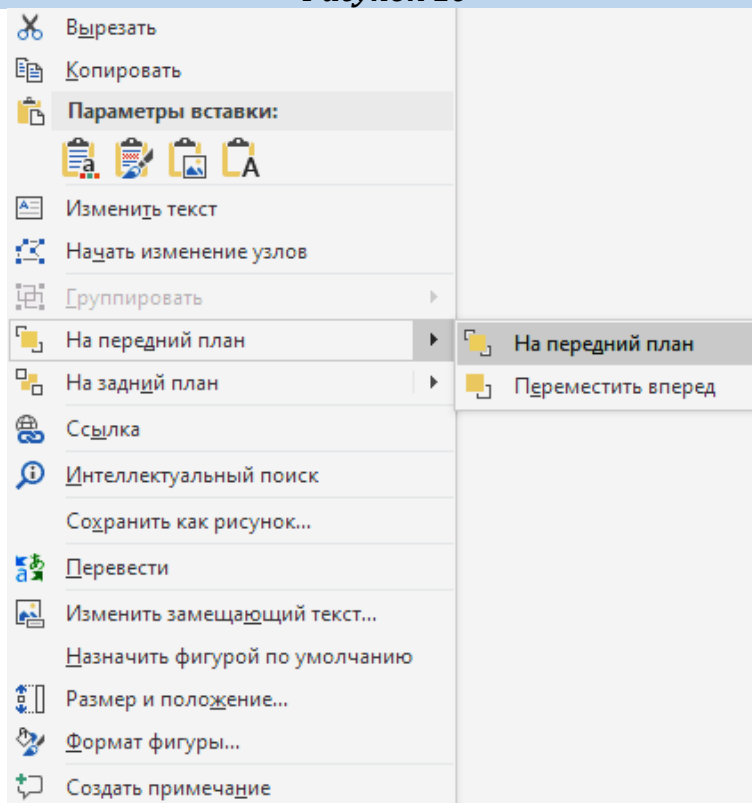 Вырезать
Копировать
Параметры вставки:
Изменить текст
Начать изменение узлов
Группировать
На передний план
На передний план
Переместить вперед
На задний план
Ссылка
Интеллектуальный поиск
Сохранить как рисунок...
Перевести
Изменить замещающий текст...
Назначить фигурой по умолчанию
Размер и положение...
Формат фигуры...
Создать примечание